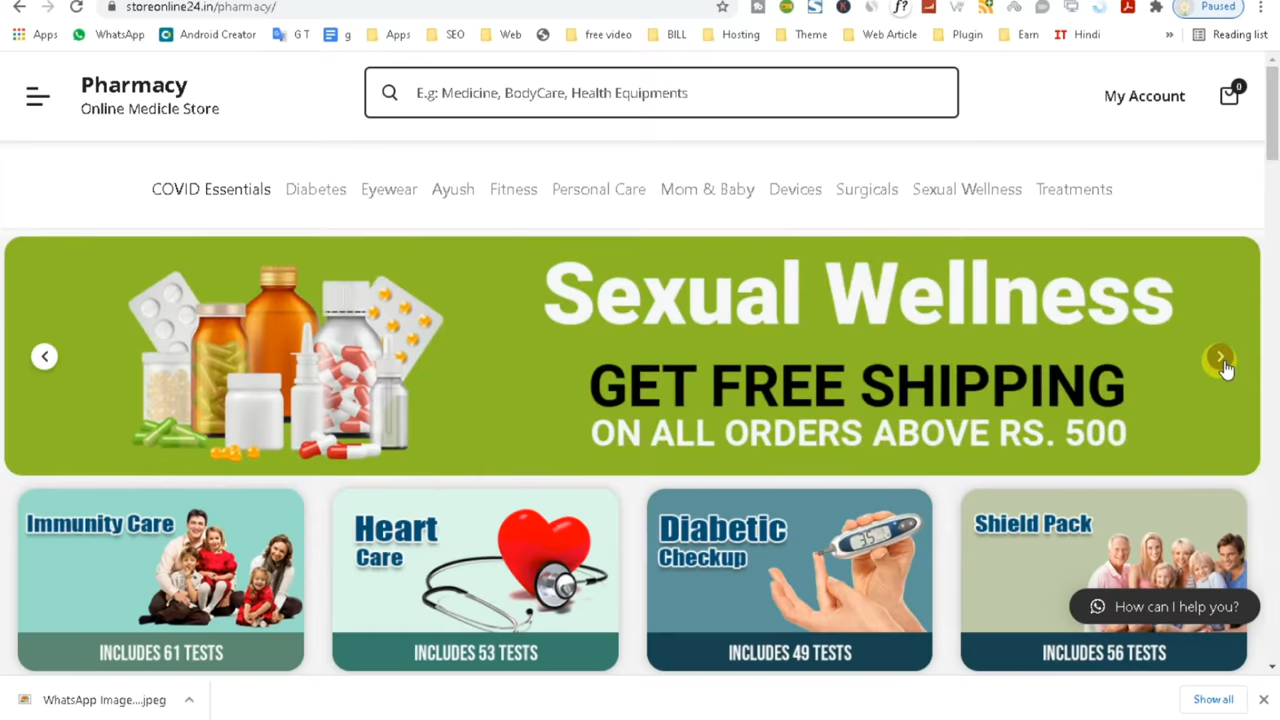 storeonline24.in/pharmacy/
Paused
Apps WhatsApp Android Creator G T g Apps SEO Web free video BILL Hosting Theme Web Article Plugin Earn IT Hindi » Reading list
Pharmacy
Online Medicle Store
E.g: Medicine, BodyCare, Health Equipments
My Account
0
COVID Essentials Diabetes Eyewear Ayush Fitness Personal Care Mom & Baby Devices Surgicals Sexual Wellness Treatments
Sexual Wellness
GET FREE SHIPPING
ON ALL ORDERS ABOVE RS. 500
Immunity Care
INCLUDES 61 TESTS
Heart
Care
INCLUDES 53 TESTS
Diabetic
Checkup
35
INCLUDES 49 TESTS
Shield Pack
INCLUDES 56 TESTS
How can I help you?
WhatsApp Image....jpeg
Show all